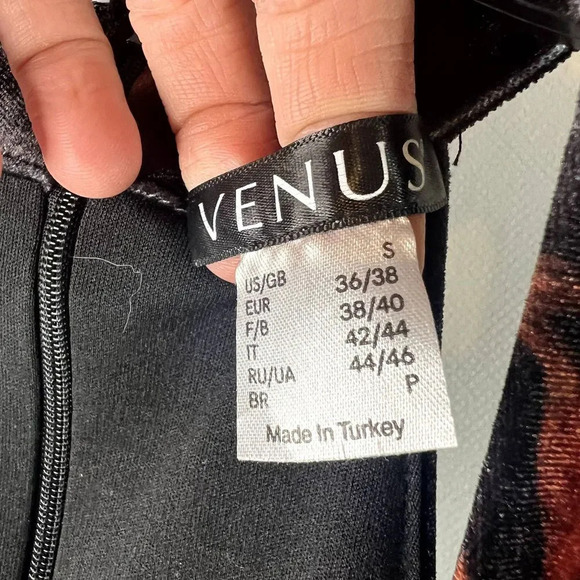 VENUS
S
US/GB 36/38
EUR 38/40
F/B 42/44
IT 44/46
RU/UA P
BR
Made In Turkey